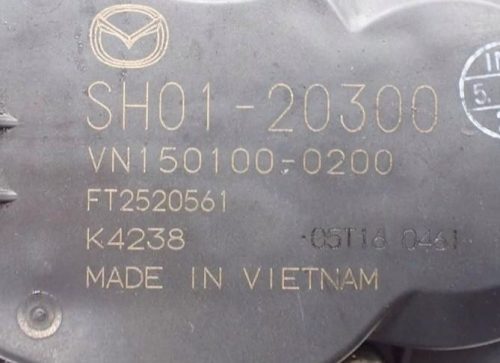 SH01-20300
VN150100-0200
FT2520561
K4238
05T16 0461
MADE IN VIETNAM